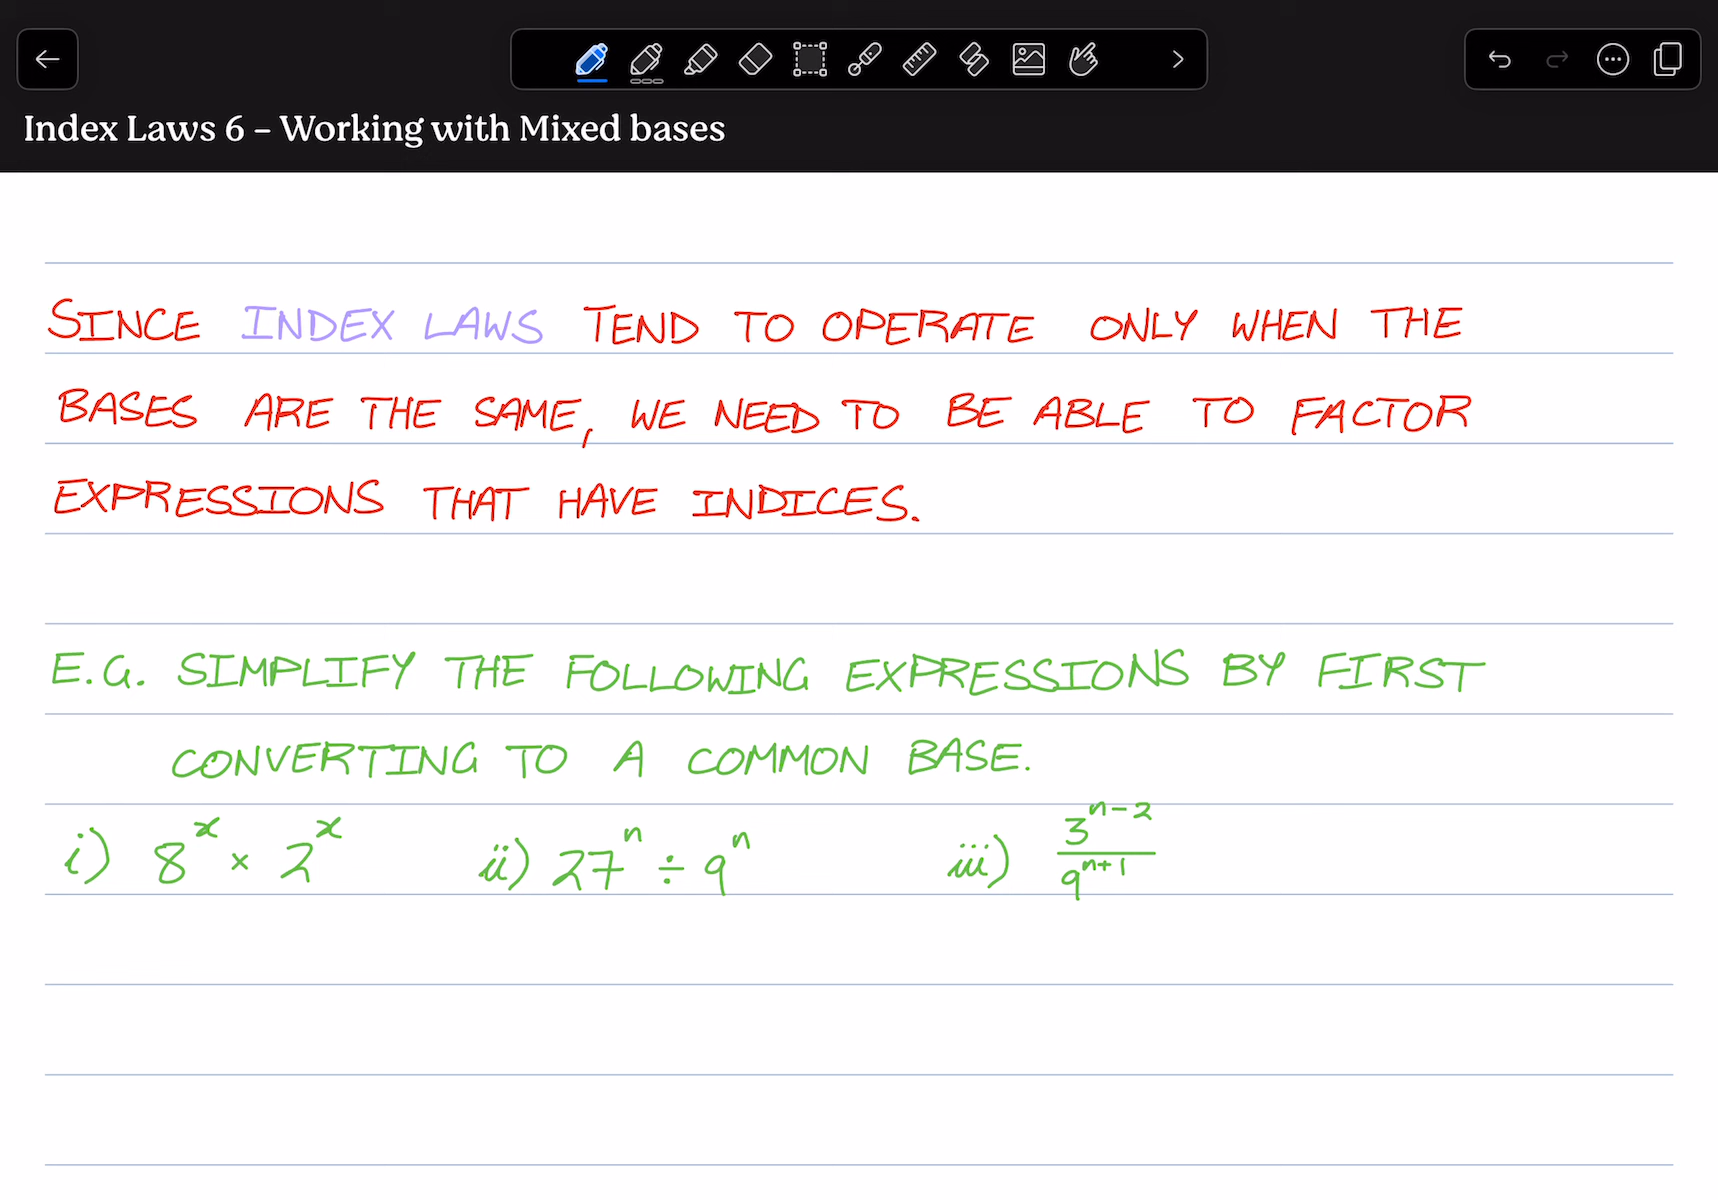 Index Laws 6 – Working with Mixed bases
SINCE INDEX LAWS TEND TO OPERATE ONLY WHEN THE
BASES ARE THE SAME, WE NEED TO BE ABLE TO FACTOR
EXPRESSIONS THAT HAVE INDICES.
E.G. SIMPLIFY THE FOLLOWING EXPRESSIONS BY FIRST
CONVERTING TO A COMMON BASE.
i) 8^x × 2^x ii) 27^n ÷ 9^n iii) 3^(n-2)/9^(n+1)